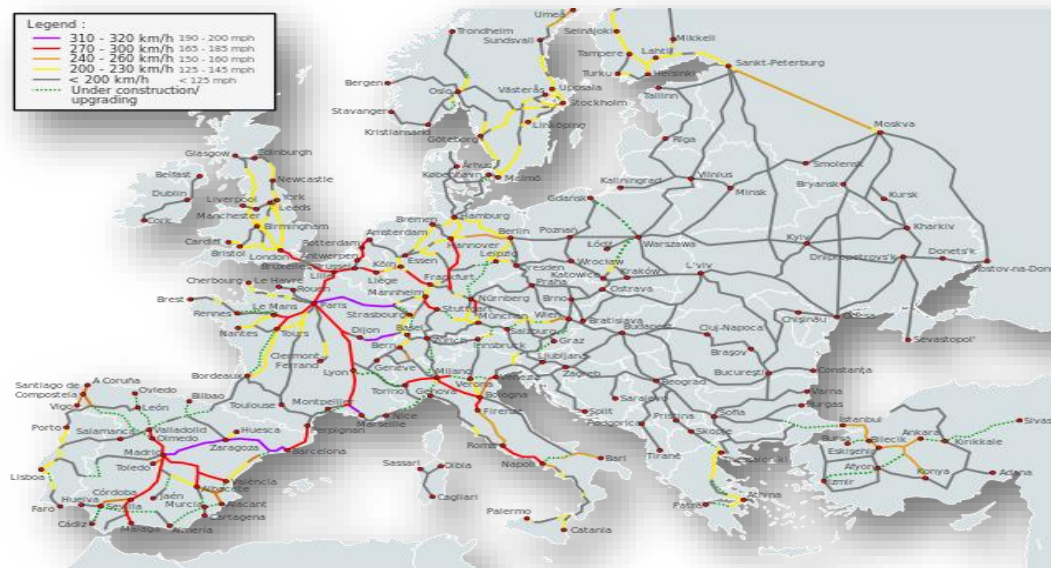 Legend :
310 - 320 km/h 190 - 200 mph
270 - 300 km/h 165 - 185 mph
240 - 260 km/h 150 - 160 mph
200 - 230 km/h 125 - 145 mph
< 200 km/h < 125 mph
Under construction/
upgrading
Umeå
Trondheim
Sundsvall
Seinäjoki
Mikkeli
Tampere
Lahti
Sankt-Peterburg
Bergen
Turku
Helsinki
Oslo
Västerås
Uppsala
Tallinn
Stavanger
Stockholm
Kristiansand
Linköping
Moskva
Göteborg
Rīga
Glasgow
Edinburgh
Århus
Smolensk
Belfast
København
Malmö
Vilnius
Newcastle
Kaliningrad
Minsk
Bryansk
Dublin
Liverpool
York
Leeds
Gdańsk
Kursk
Manchester
Cork
Bremen
Hamburg
Birmingham
Amsterdam
Berlin
Poznań
Kharkiv
Cardiff
Rotterdam
Hannover
Łódź
Warszawa
Kyiv
Bristol
Antwerpen
Essen
Leipzig
Donets'k
London
Bruxelles
Brussel
Köln
Dresden
Wrocław
Dnipropetrovs'k
Lille
Liège
Frankfurt
Katowice
Kraków
L'viv
Rostov-na-Donu
Cherbourg
Le Havre
Rouen
Mannheim
Praha
Ostrava
Brest
Le Mans
Paris
Nürnberg
Brno
Rennes
Strasbourg
Stuttgart
Wien
Bratislava
Chişinău
Odesa
Nantes
Tours
Dijon
Basel
München
Salzburg
Budapest
Cluj-Napoca
Sevastopol'
Bern
Zürich
Innsbruck
Graz
Clermont
Ferrand
Genève
Ljubljana
Braşov
Lyon
Milano
Venezia
Zagreb
Bucureşti
Constanţa
Bordeaux
Torino
Verona
Beograd
Santiago de
Compostela
A Coruña
Oviedo
Genova
Bologna
Varna
Bilbao
Montpellier
Sarajevo
Burgas
Vigo
León
Toulouse
Nice
Firenze
Split
Pristina
Sofia
Marseille
Porto
Salamanca
Valladolid
Olmedo
Huesca
Perpignan
Podgorica
Skopje
İstanbul
Ankara
Sivas
Madrid
Zaragoza
Barcelona
Roma
Bari
Tiranë
Bursa
Bilecik
Kırıkkale
Toledo
Sassari
Olbia
Napoli
Eskişehir
Lisboa
València
Afyon
Konya
Adana
Albacete
İzmir
Huelva
Córdoba
Jaén
Alacant
Cagliari
Athina
Faro
Sevilla
Murcia
Patra
Cádiz
Cartagena
Palermo
Málaga
Almería
Catania